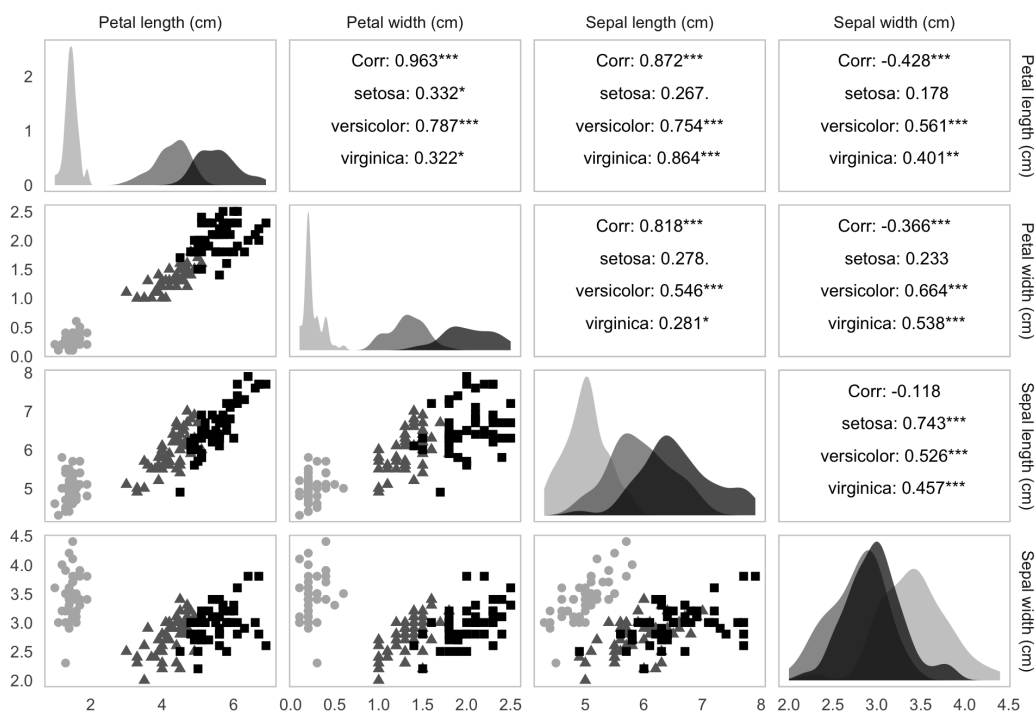 Petal length (cm) Petal width (cm) Sepal length (cm) Sepal width (cm)
2
1
0
Corr: 0.963***
setosa: 0.332*
versicolor: 0.787***
virginica: 0.322*
Corr: 0.872***
setosa: 0.267.
versicolor: 0.754***
virginica: 0.864***
Corr: -0.428***
setosa: 0.178
versicolor: 0.561***
virginica: 0.401**
Petal length (cm)
2.5
2.0
1.5
1.0
0.5
0.0
Corr: 0.818***
setosa: 0.278.
versicolor: 0.546***
virginica: 0.281*
Corr: -0.366***
setosa: 0.233
versicolor: 0.664***
virginica: 0.538***
Petal width (cm)
8
7
6
5
Corr: -0.118
setosa: 0.743***
versicolor: 0.526***
virginica: 0.457***
Sepal length (cm)
4.5
4.0
3.5
3.0
2.5
2.0
Sepal width (cm)
2 4 6 0.0 0.5 1.0 1.5 2.0 2.5 5 6 7 8 2.0 2.5 3.0 3.5 4.0 4.5